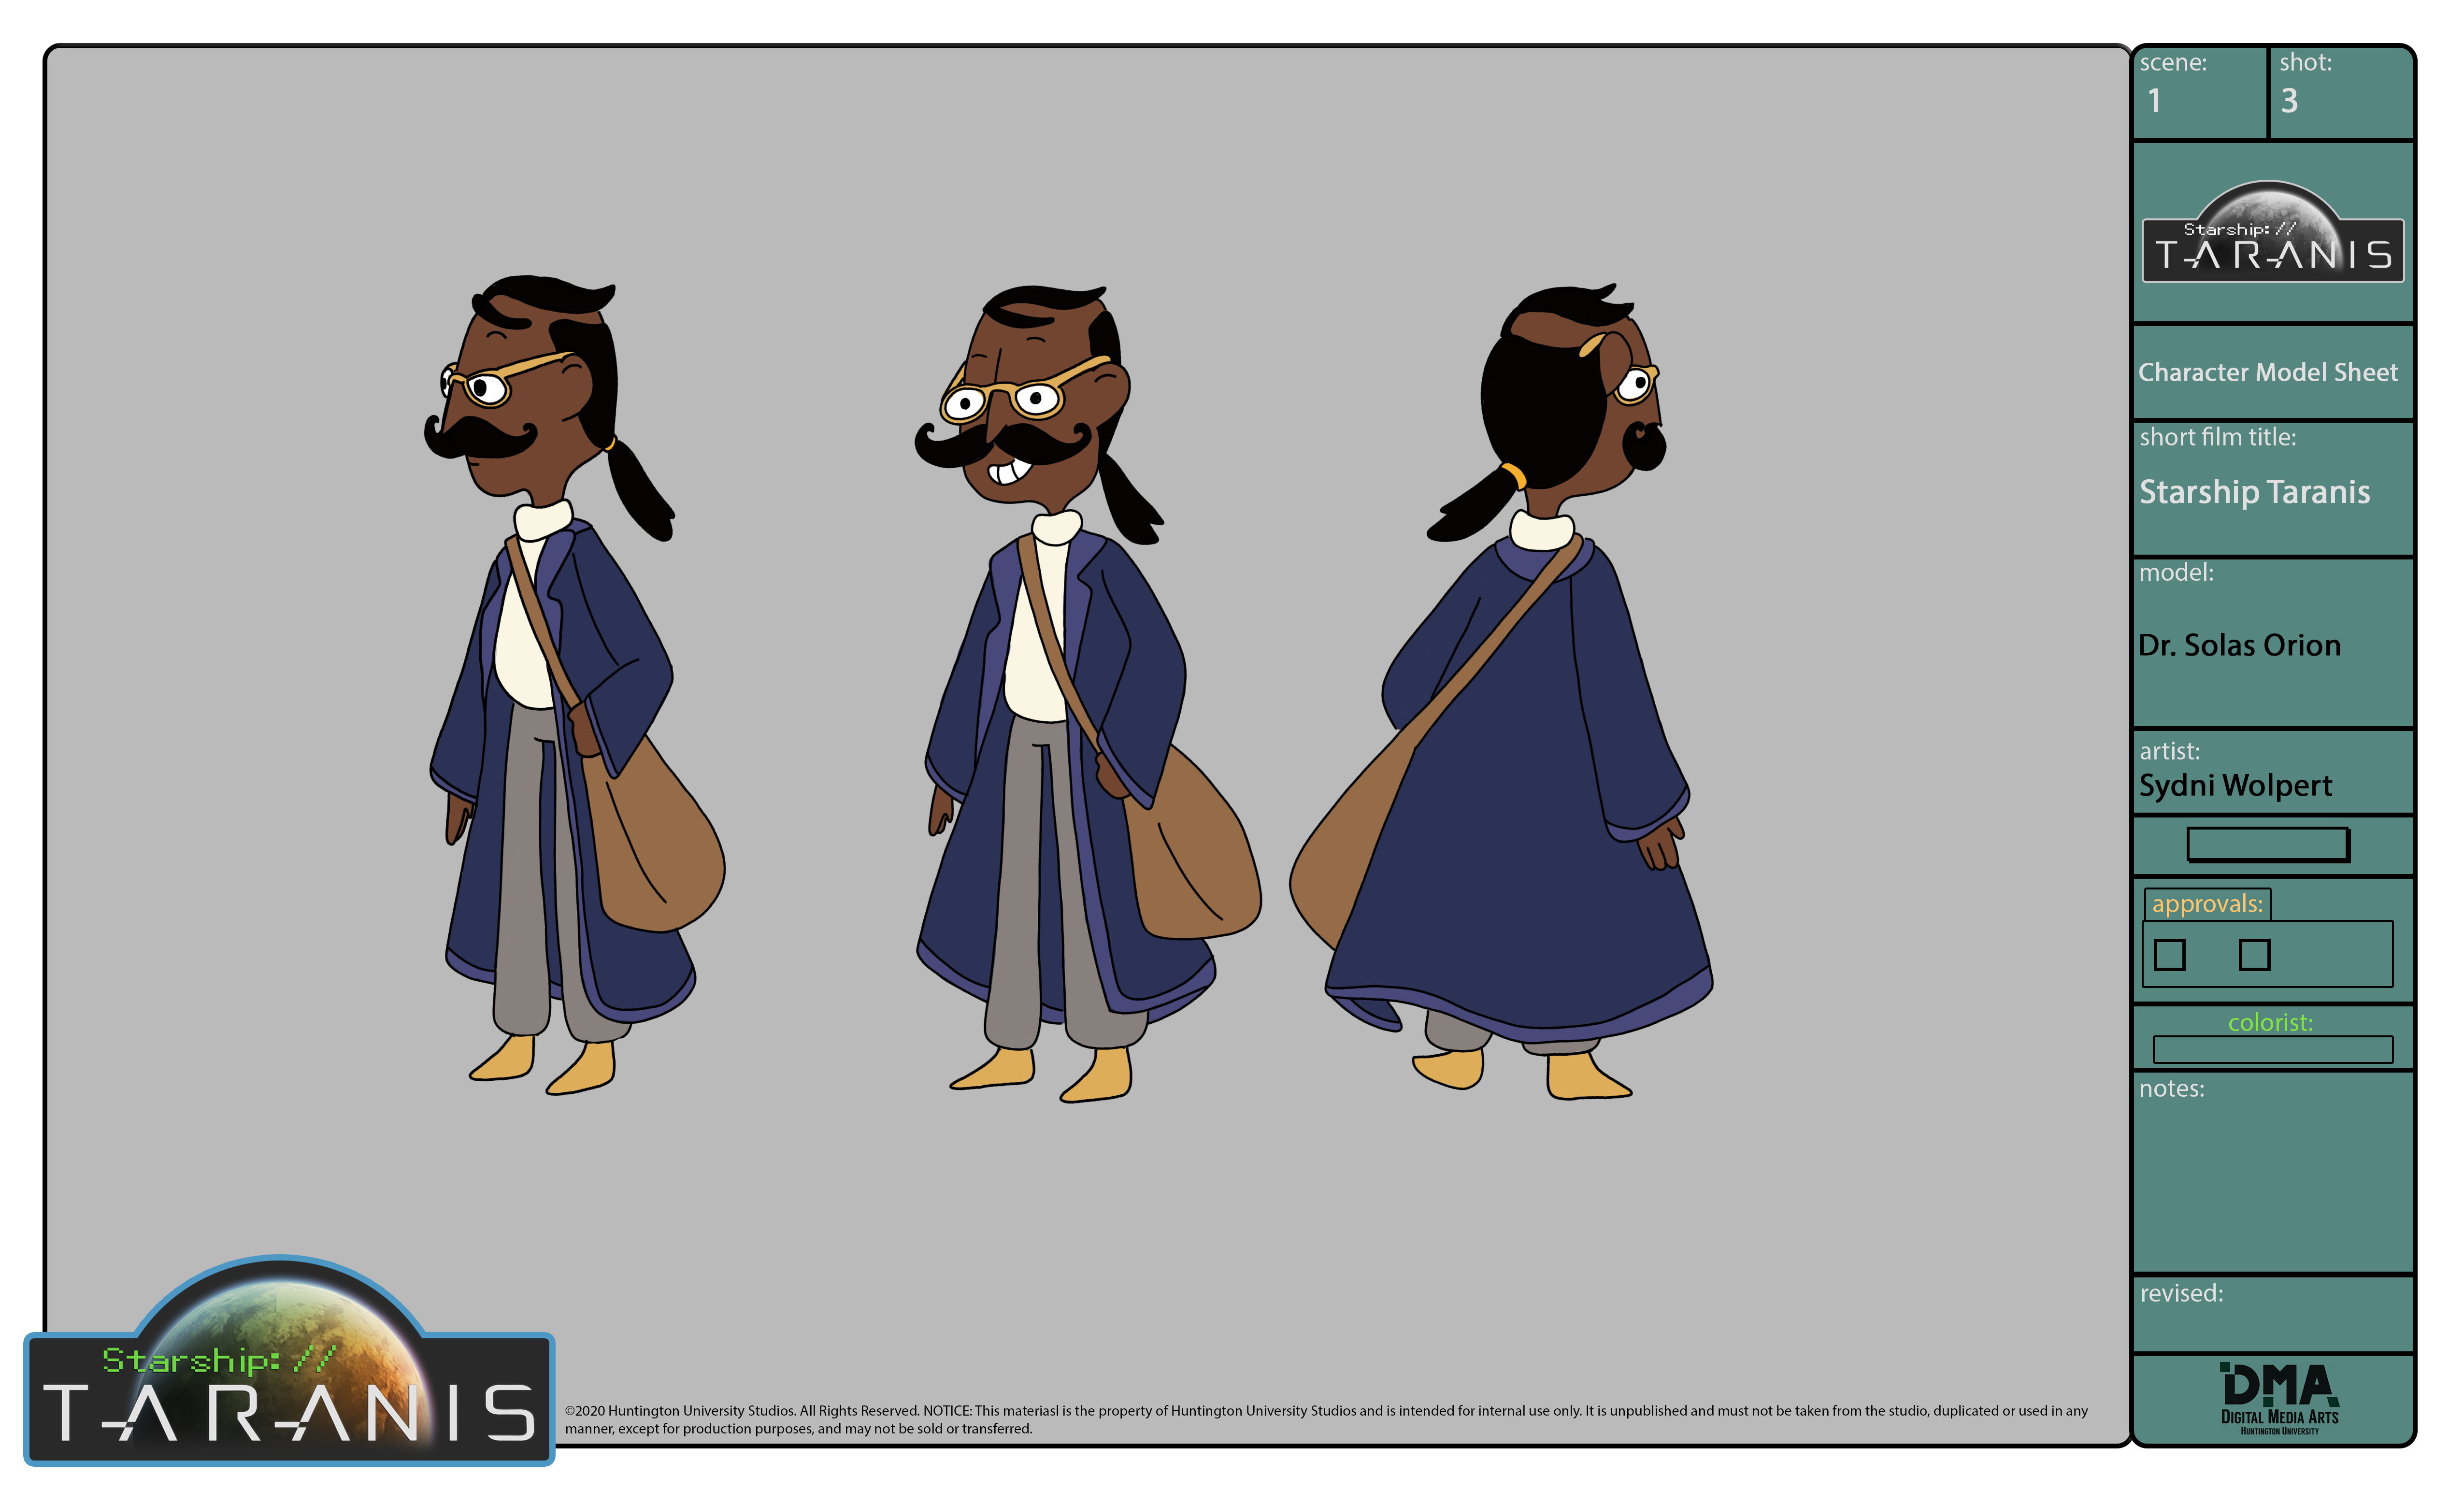 scene:
1
shot:
3
Starship://
TARANIS
Character Model Sheet
short film title:
Starship Taranis
model:
Dr. Solas Orion
artist:
Sydni Wolpert
approvals:
colorist:
notes:
revised:
DMA
DIGITAL MEDIA ARTS
HUNTINGTON UNIVERSITY
Starship://
TARANIS
©2020 Huntington University Studios. All Rights Reserved. NOTICE: This materiasl is the property of Huntington University Studios and is intended for internal use only. It is unpublished and must not be taken from the studio, duplicated or used in any
manner, except for production purposes, and may not be sold or transferred.